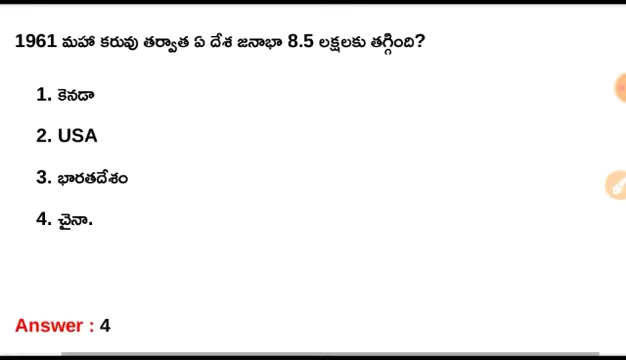 1961 మహా కరువు తర్వాత ఏ దేశ జనాభా 8.5 లక్షలకు తగ్గింది?
1. కెనడా
2. USA
3. భారతదేశం
4. చైనా.
Answer : 4